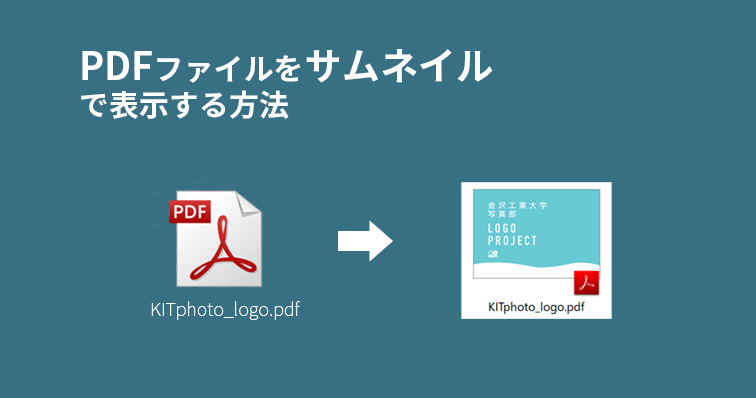 PDFファイルをサムネイル
で表示する方法
PDF
KITphoto_logo.pdf
金沢工業大学
写真部
LOGO
PROJECT
KITphoto_logo.pdf